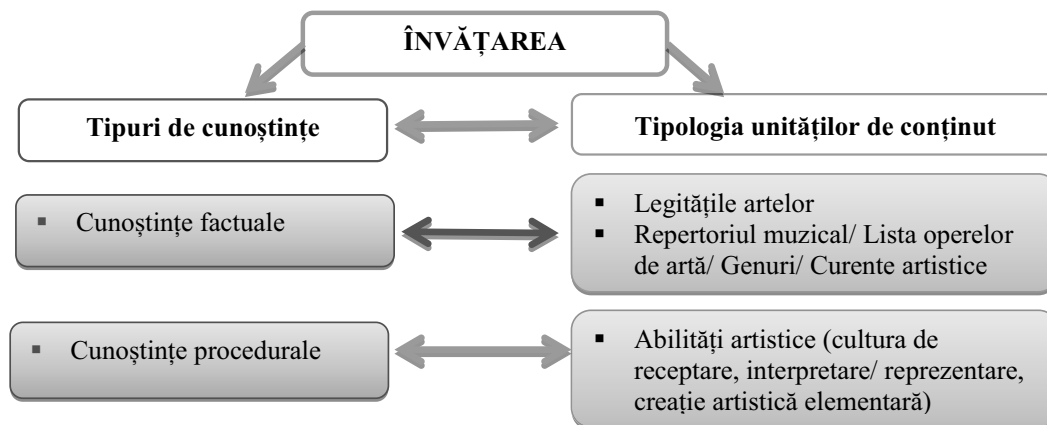 ÎNVĂȚAREA
Tipuri de cunoștințe
Tipologia unităților de conținut
▪ Cunoștințe factuale
▪ Legitățile artelor
▪ Repertoriul muzical/ Lista operelor
de artă/ Genuri/ Curente artistice
▪ Cunoștințe procedurale
▪ Abilități artistice (cultura de
receptare, interpretare/ reprezentare,
creație artistică elementară)